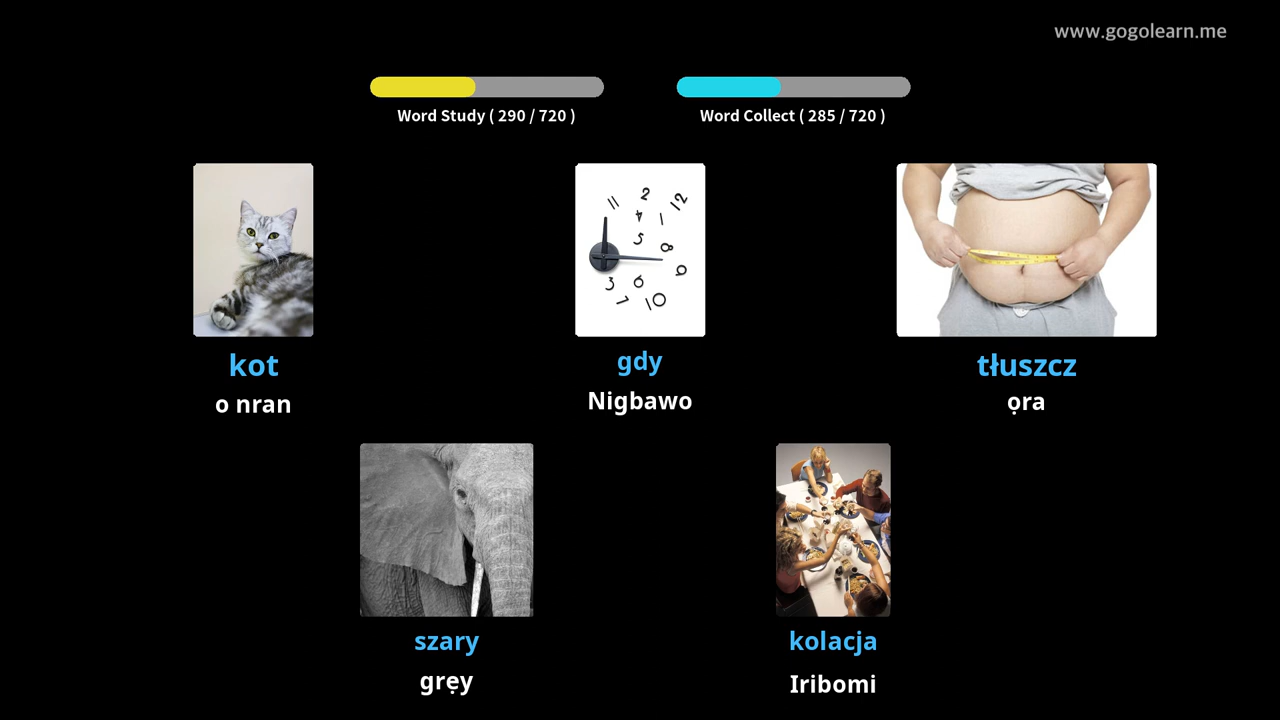 www.gogolearn.me
Word Study ( 290 / 720 )
Word Collect ( 285 / 720 )
kot
o nran
gdy
Nigbawo
tłuszcz
ọra
szary
grẹy
kolacja
Iribomi